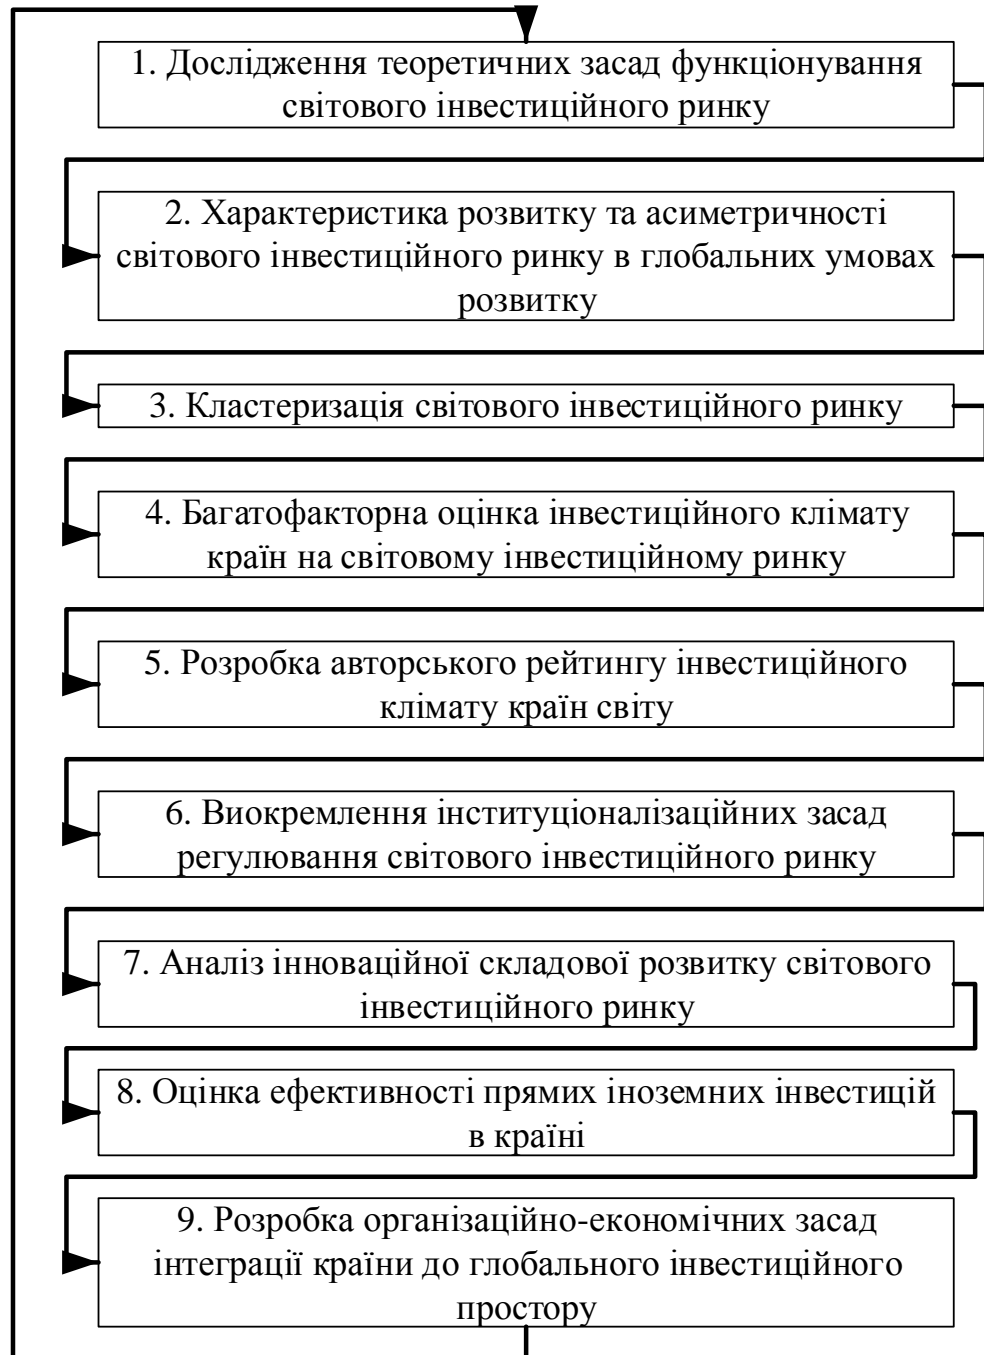 1. Дослідження теоретичних засад функціонування
світового інвестиційного ринку
2. Характеристика розвитку та асиметричності
світового інвестиційного ринку в глобальних умовах
розвитку
3. Кластеризація світового інвестиційного ринку
4. Багатофакторна оцінка інвестиційного клімату
країн на світовому інвестиційному ринку
5. Розробка авторського рейтингу інвестиційного
клімату країн світу
6. Виокремлення інституціоналізаційних засад
регулювання світового інвестиційного ринку
7. Аналіз інноваційної складової розвитку світового
інвестиційного ринку
8. Оцінка ефективності прямих іноземних інвестицій
в країні
9. Розробка організаційно-економічних засад
інтеграції країни до глобального інвестиційного
простору